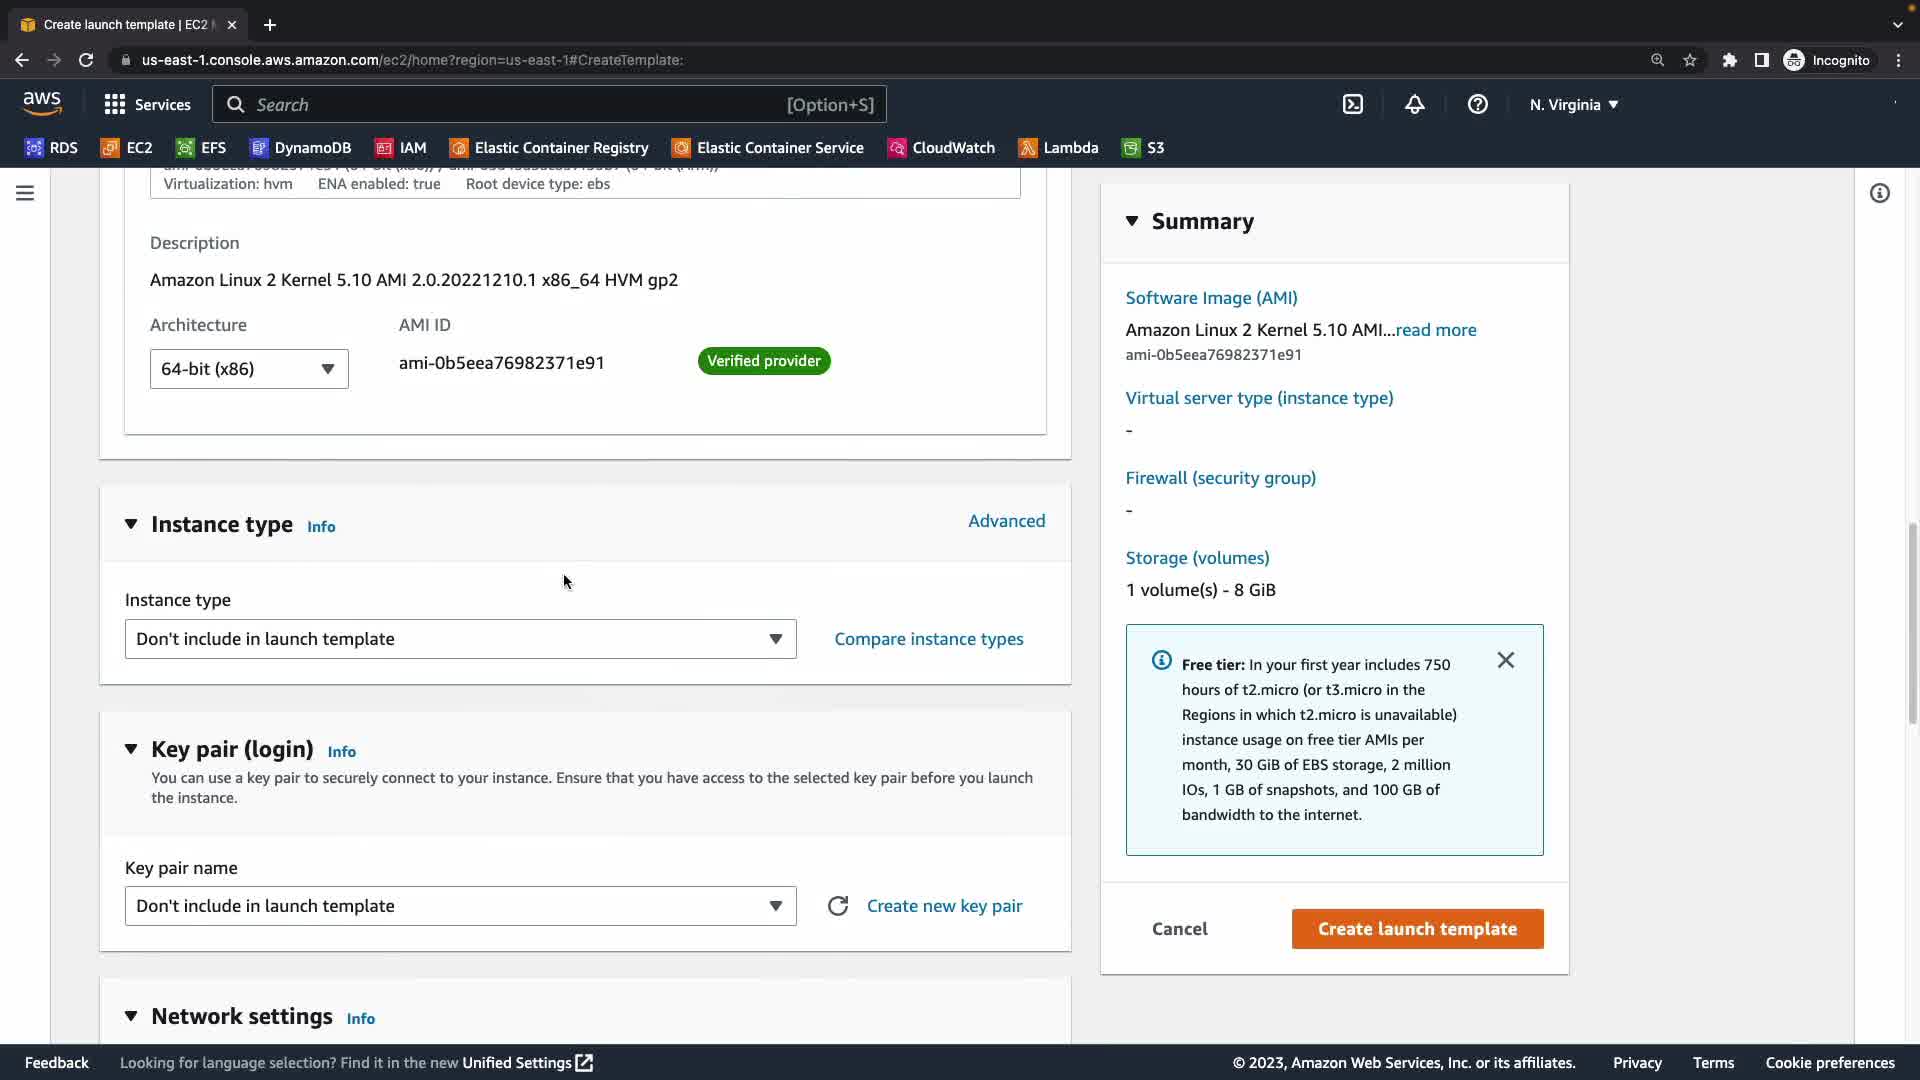 Create launch template | EC2
us-east-1.console.aws.amazon.com/ec2/home?region=us-east-1#CreateTemplate:
Incognito
aws
Services
Search
[Option+S]
N. Virginia
RDS
EC2
EFS
DynamoDB
IAM
Elastic Container Registry
Elastic Container Service
CloudWatch
Lambda
S3
Virtualization: hvm ENA enabled: true Root device type: ebs
Description
Amazon Linux 2 Kernel 5.10 AMI 2.0.20221210.1 x86_64 HVM gp2
Architecture
AMI ID
64-bit (x86)
ami-0b5eea76982371e91
Verified provider
Instance type Info
Advanced
Instance type
Don't include in launch template
Compare instance types
Key pair (login) Info
You can use a key pair to securely connect to your instance. Ensure that you have access to the selected key pair before you launch
the instance.
Key pair name
Don't include in launch template
Create new key pair
Network settings Info
Summary
Software Image (AMI)
Amazon Linux 2 Kernel 5.10 AMI...read more
ami-0b5eea76982371e91
Virtual server type (instance type)
-
Firewall (security group)
-
Storage (volumes)
1 volume(s) - 8 GiB
Free tier: In your first year includes 750
hours of t2.micro (or t3.micro in the
Regions in which t2.micro is unavailable)
instance usage on free tier AMIs per
month, 30 GiB of EBS storage, 2 million
IOs, 1 GB of snapshots, and 100 GB of
bandwidth to the internet.
Cancel
Create launch template
Feedback
Looking for language selection? Find it in the new Unified Settings
© 2023, Amazon Web Services, Inc. or its affiliates.
Privacy
Terms
Cookie preferences